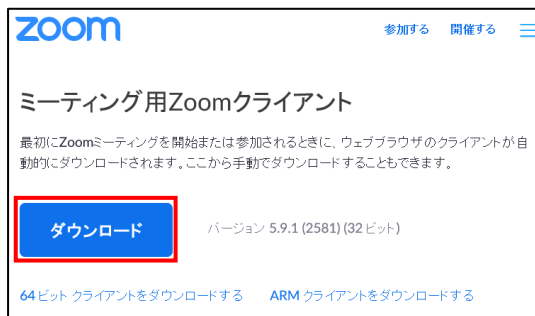 zoom
参加する 開催する
ミーティング用Zoomクライアント
最初にZoomミーティングを開始または参加されるときに、ウェブブラウザのクライアントが自
動的にダウンロードされます。ここから手動でダウンロードすることもできます。
ダウンロード バージョン 5.9.1 (2581) (32 ビット)
64 ビット クライアントをダウンロードする ARM クライアントをダウンロードする